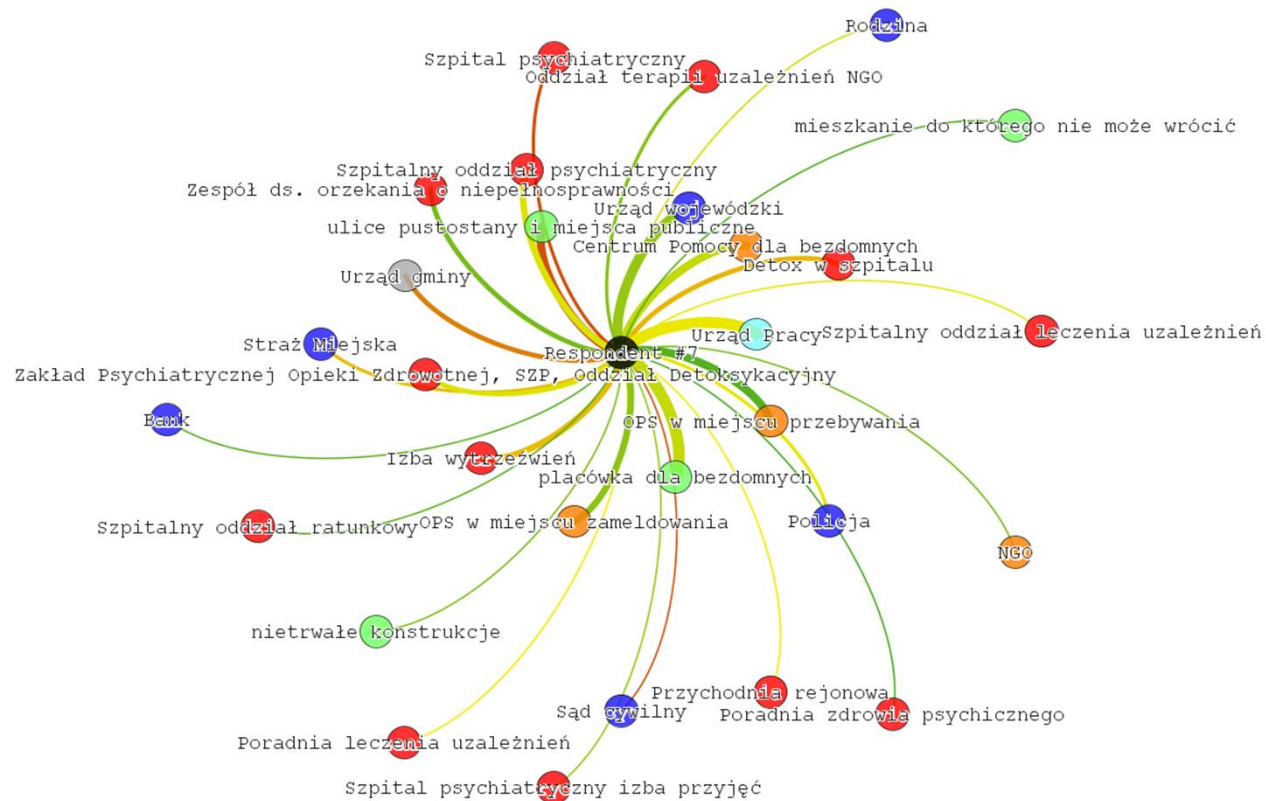 Rodzina
Szpital psychiatryczny
Oddział terapii uzależnień NGO
mieszkanie do którego nie może wrócić
Szpitalny oddział psychiatryczny
Zespół ds. orzekania o niepełnosprawności
Urząd wojewódzki
ulice pustostany i miejsca publiczne
Centrum Pomocy dla bezdomnych
Detox w szpitalu
Urząd gminy
Urząd Pracy
Szpitalny oddział leczenia uzależnień
Straż Miejska
Respondent #7
Zakład Psychiatrycznej Opieki Zdrowotnej, SZP, Oddział Detoksykacyjny
Bank
OPS w miejscu przebywania
Izba wytrzeźwień
placówka dla bezdomnych
Szpitalny oddział ratunkowy
OPS w miejscu zameldowania
Policja
NGO
nietrwałe konstrukcje
Przychodnia rejonowa
Sąd cywilny
Poradnia zdrowia psychicznego
Poradnia leczenia uzależnień
Szpital psychiatryczny izba przyjęć